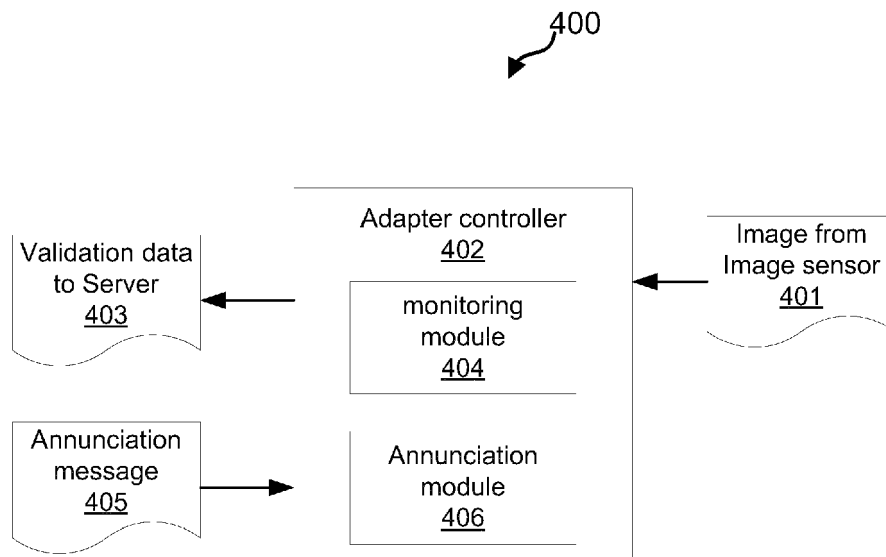 400
Validation data
to Server
403
Adapter controller
402
Image from
Image sensor
401
monitoring
module
404
Annunciation
message
405
Annunciation
module
406